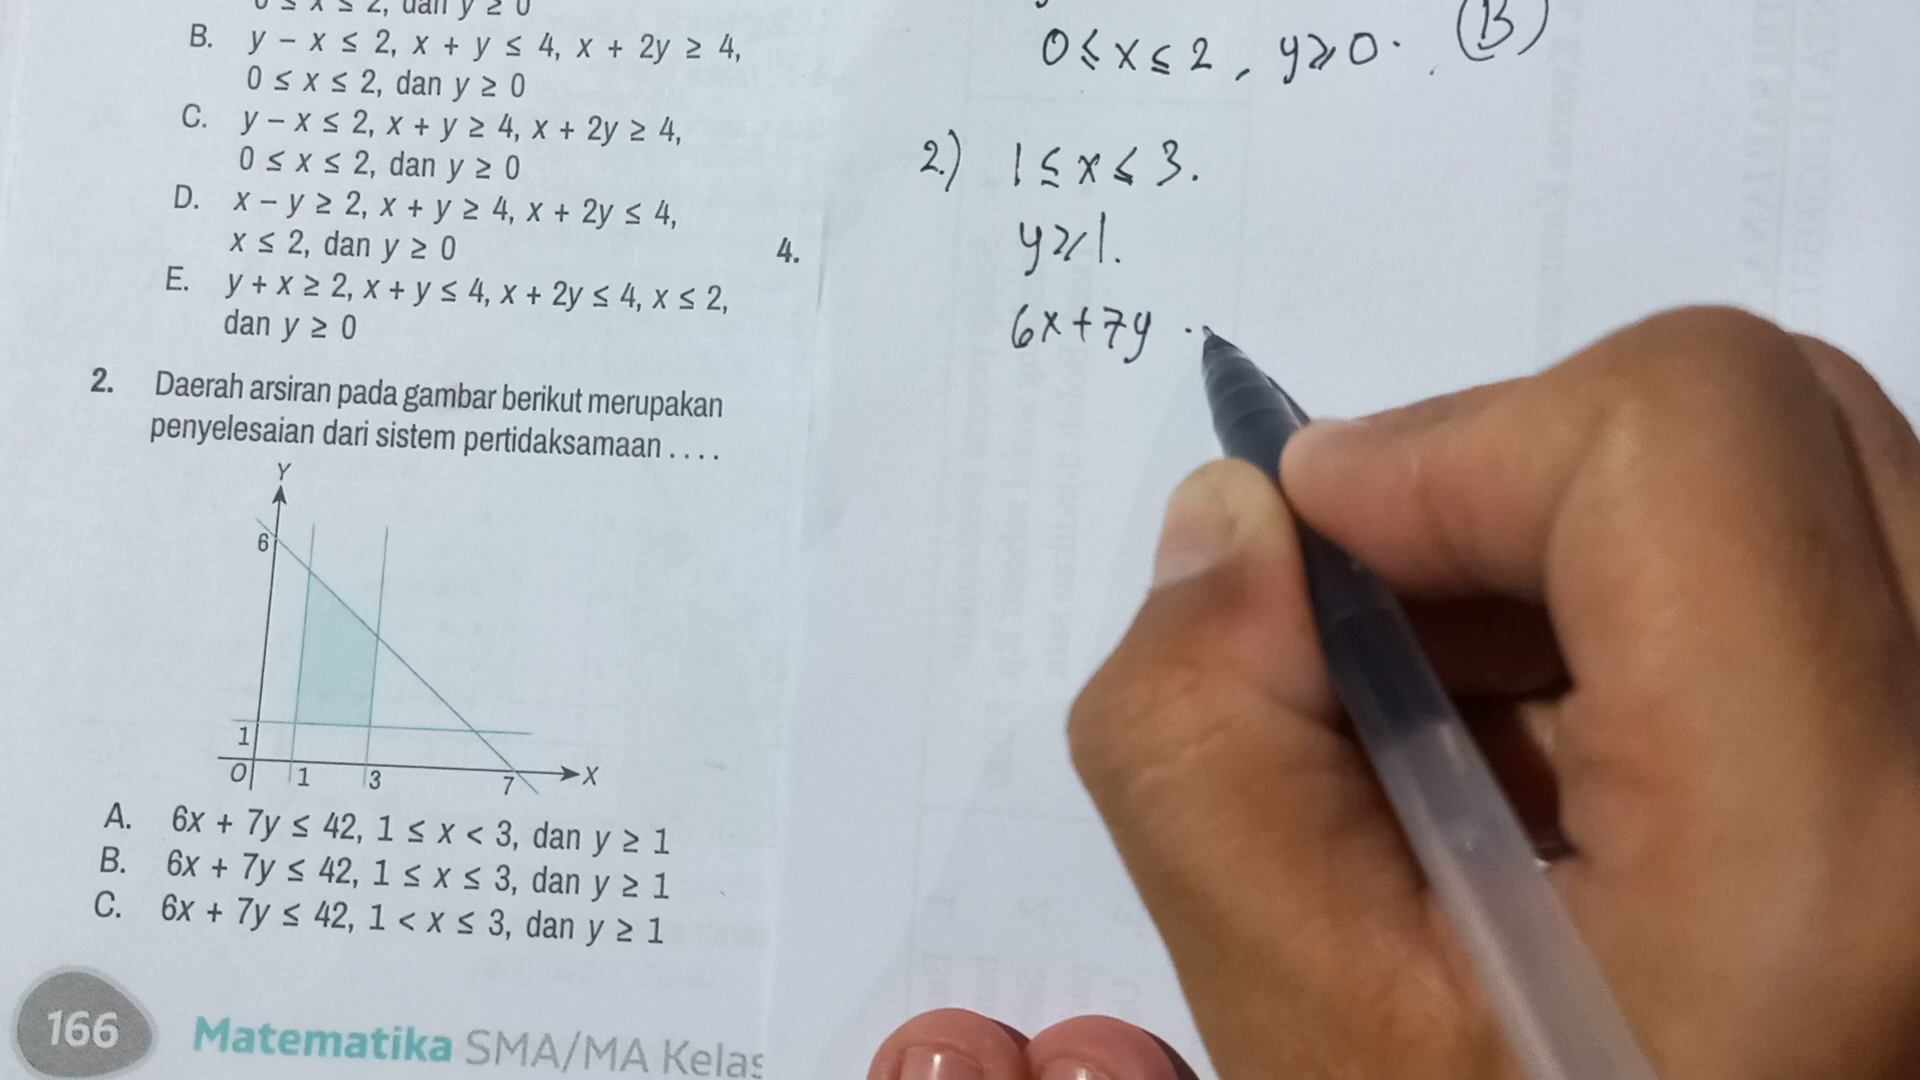 0 ≤ x ≤ 2, dan y ≥ 0
B. y – x ≤ 2, x + y ≤ 4, x + 2y ≥ 4,
0 ≤ x ≤ 2, dan y ≥ 0
C. y – x ≤ 2, x + y ≥ 4, x + 2y ≥ 4,
0 ≤ x ≤ 2, dan y ≥ 0
D. x – y ≥ 2, x + y ≥ 4, x + 2y ≤ 4,
x ≤ 2, dan y ≥ 0
E. y + x ≥ 2, x + y ≤ 4, x + 2y ≤ 4, x ≤ 2,
dan y ≥ 0
2. Daerah arsiran pada gambar berikut merupakan
penyelesaian dari sistem pertidaksamaan . . . .
Y
6
1
O 1 3 7 X
A. 6x + 7y ≤ 42, 1 ≤ x < 3, dan y ≥ 1
B. 6x + 7y ≤ 42, 1 ≤ x ≤ 3, dan y ≥ 1
C. 6x + 7y ≤ 42, 1 < x ≤ 3, dan y ≥ 1
166 Matematika SMA/MA Kelas
4.
0 ≤ x ≤ 2, y ≥ 0. (B)
2.) 1 ≤ x ≤ 3.
y ≥ 1.
6x + 7y